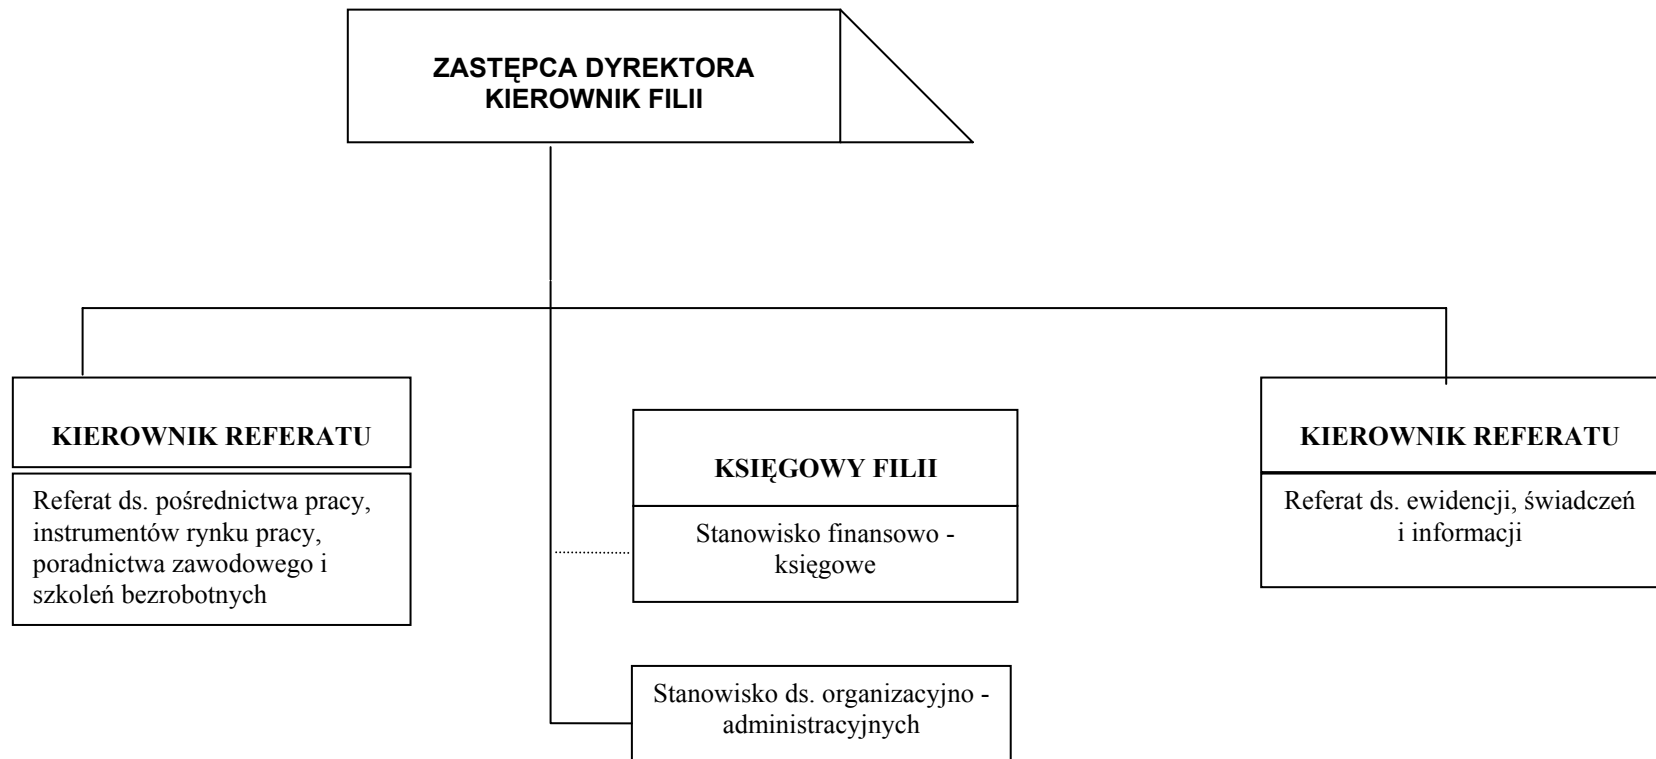 ZASTĘPCA DYREKTORA
KIEROWNIK FILII
KIEROWNIK REFERATU
Referat ds. pośrednictwa pracy,
instrumentów rynku pracy,
poradnictwa zawodowego i
szkoleń bezrobotnych
KSIĘGOWY FILII
Stanowisko finansowo -
księgowe
Stanowisko ds. organizacyjno -
administracyjnych
KIEROWNIK REFERATU
Referat ds. ewidencji, świadczeń
i informacji